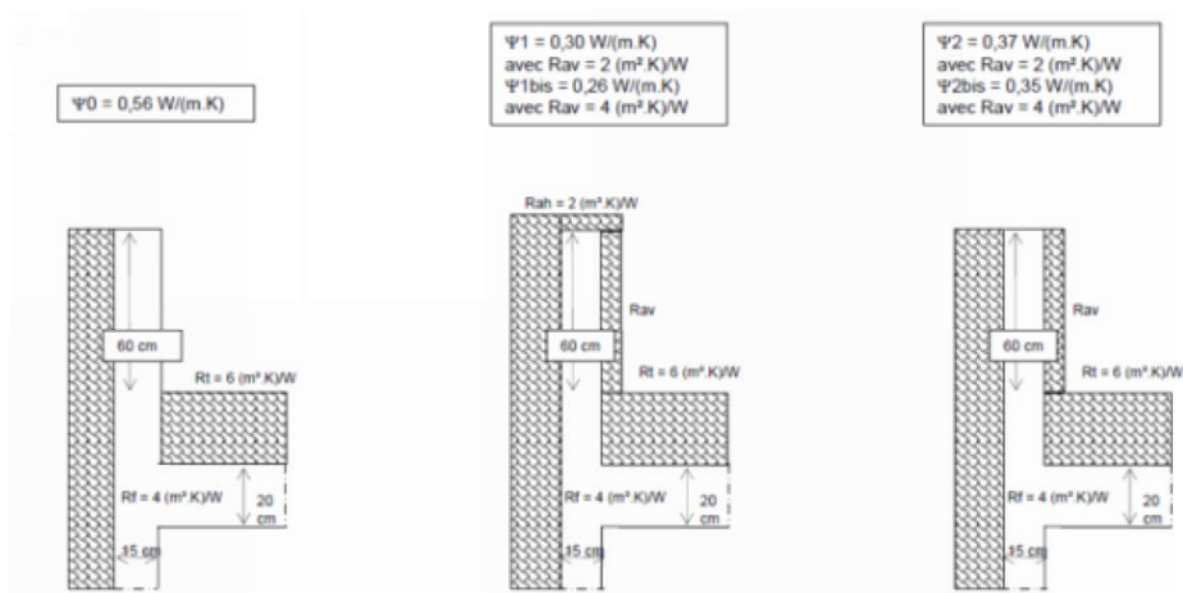 Ψ0 = 0,56 W/(m.K)
Ψ1 = 0,30 W/(m.K)
avec Rav = 2 (m².K)/W
Ψ1bis = 0,26 W/(m.K)
avec Rav = 4 (m².K)/W
Ψ2 = 0,37 W/(m.K)
avec Rav = 2 (m².K)/W
Ψ2bis = 0,35 W/(m.K)
avec Rav = 4 (m².K)/W
60 cm
Rt = 6 (m².K)/W
Rf = 4 (m².K)/W
20
cm
15 cm
Rah = 2 (m².K)/W
Rav
60 cm
Rt = 6 (m².K)/W
Rf = 4 (m².K)/W
20
cm
15 cm
Rav
60 cm
Rt = 6 (m².K)/W
Rf = 4 (m².K)/W
20
cm
15 cm